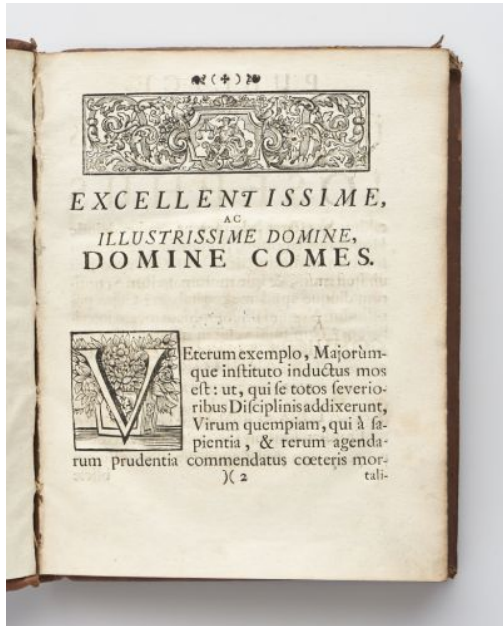 (✤)
EXCELLENTISSIME,
AC
ILLUSTRISSIME DOMINE,
DOMINE COMES.
VEterum exemplo, Majorùm-
que instituto inductus mos
est: ut, qui se totos severio-
ribus Disciplinis addixerunt,
Virum quempiam, qui à sa-
pientia, & rerum agenda-
rum prudentia commendatus cœteris mor-
)( 2 tali-